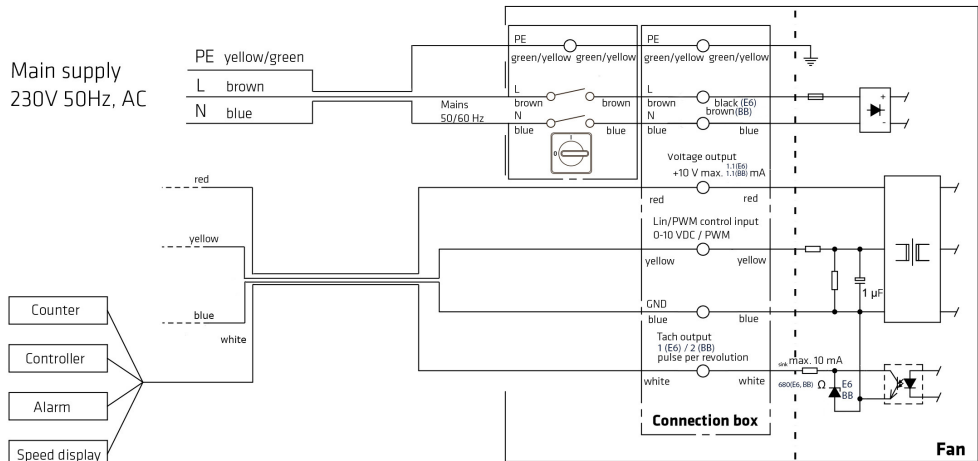 Main supply
230V 50Hz, AC
PE yellow/green
L brown
N blue
Mains
50/60 Hz
PE
green/yellow green/yellow
L
brown brown
N
blue blue
0 I
PE
green/yellow green/yellow
L
brown black (E6)
brown(BB)
N
blue blue
+
-
Voltage output
+10 V max. 1.1(E6) 1.1(BB) mA
red
red red
Lin/PWM control input
0-10 VDC / PWM
yellow
yellow yellow
1 µF
GND
blue
blue blue
white
Tach output
1 (E6) / 2 (BB)
pulse per revolution
white white
sink max. 10 mA
680(E6, BB) Ω E6
BB
Counter
Controller
Alarm
Speed display
Connection box
Fan